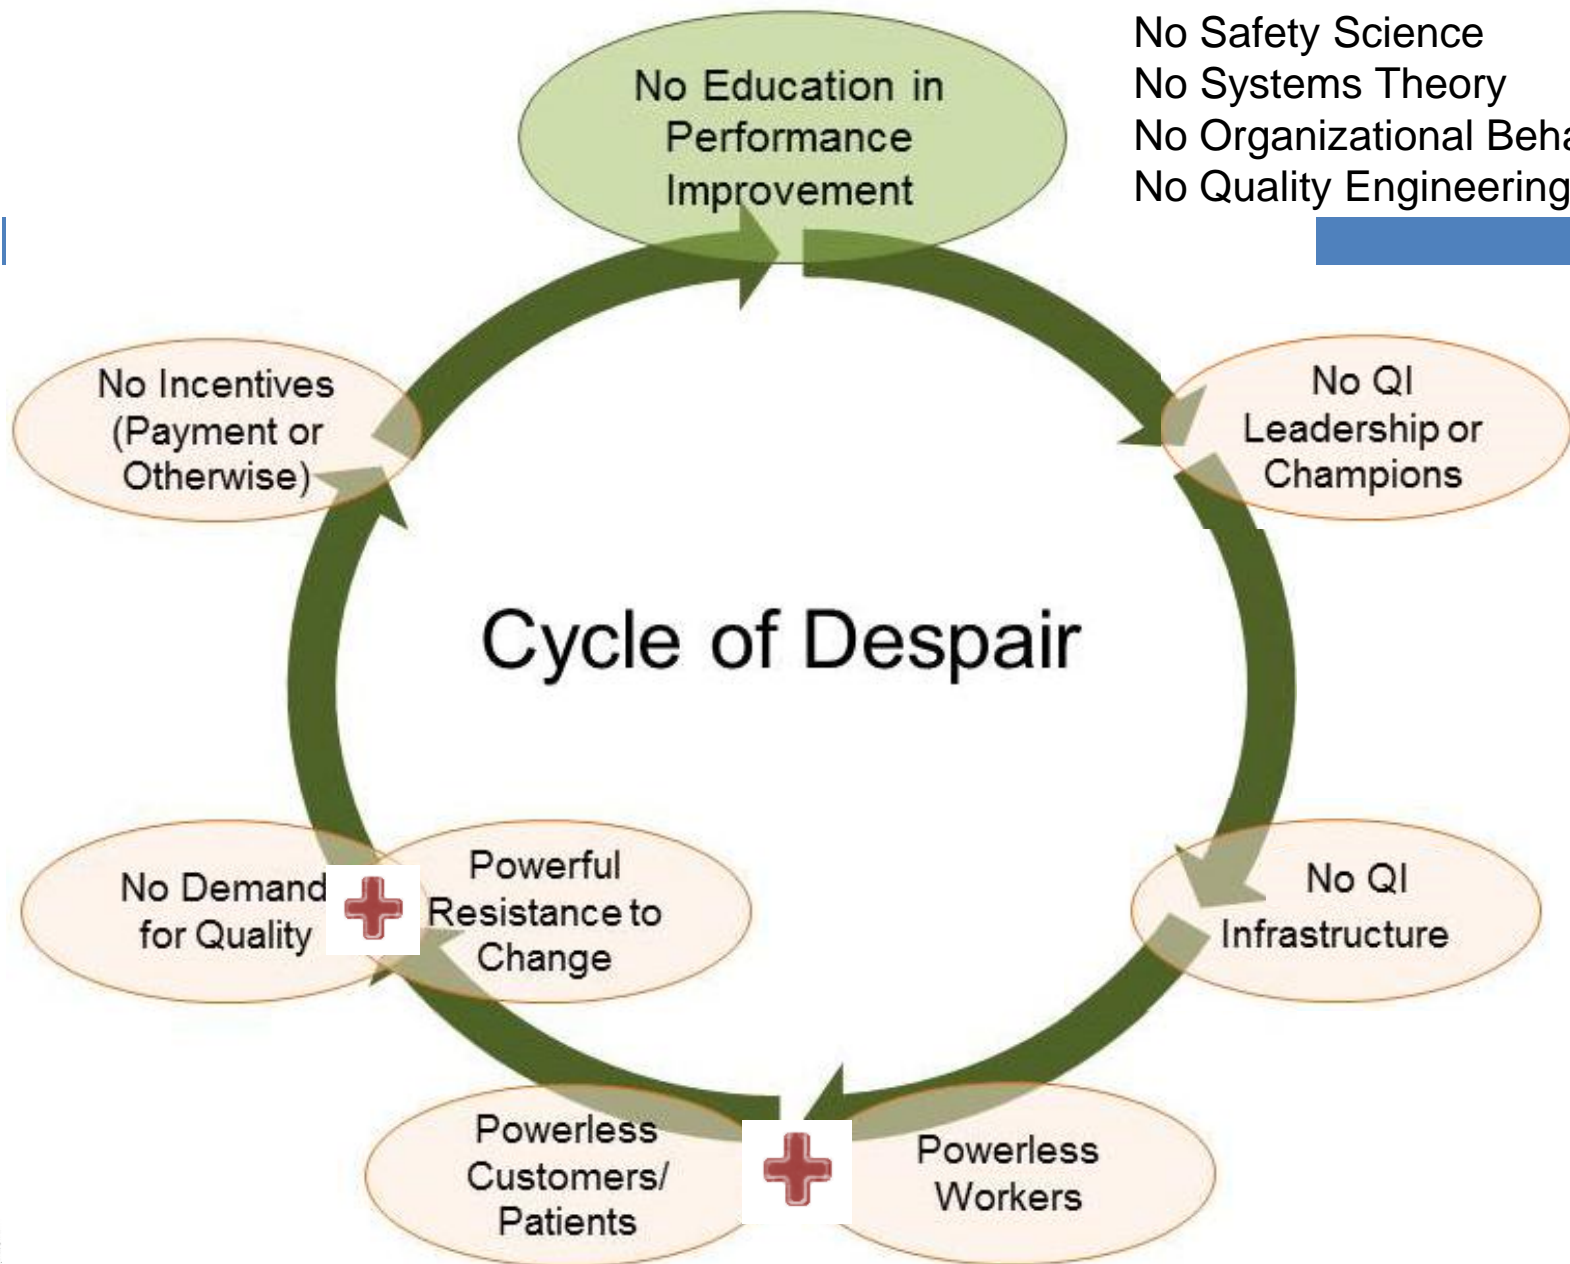 No Safety Science
No Systems Theory
No Organizational
No Quality Engineering
No Education in
Performance
Improvement
No Incentives
(Payment or
Otherwise)
No QI
Leadership or
Champions
Cycle of Despair
No Demand
for Quality
Powerful
Resistance to
Change
No QI
Infrastructure
Powerless
Customers/
Patients
Powerless
Workers